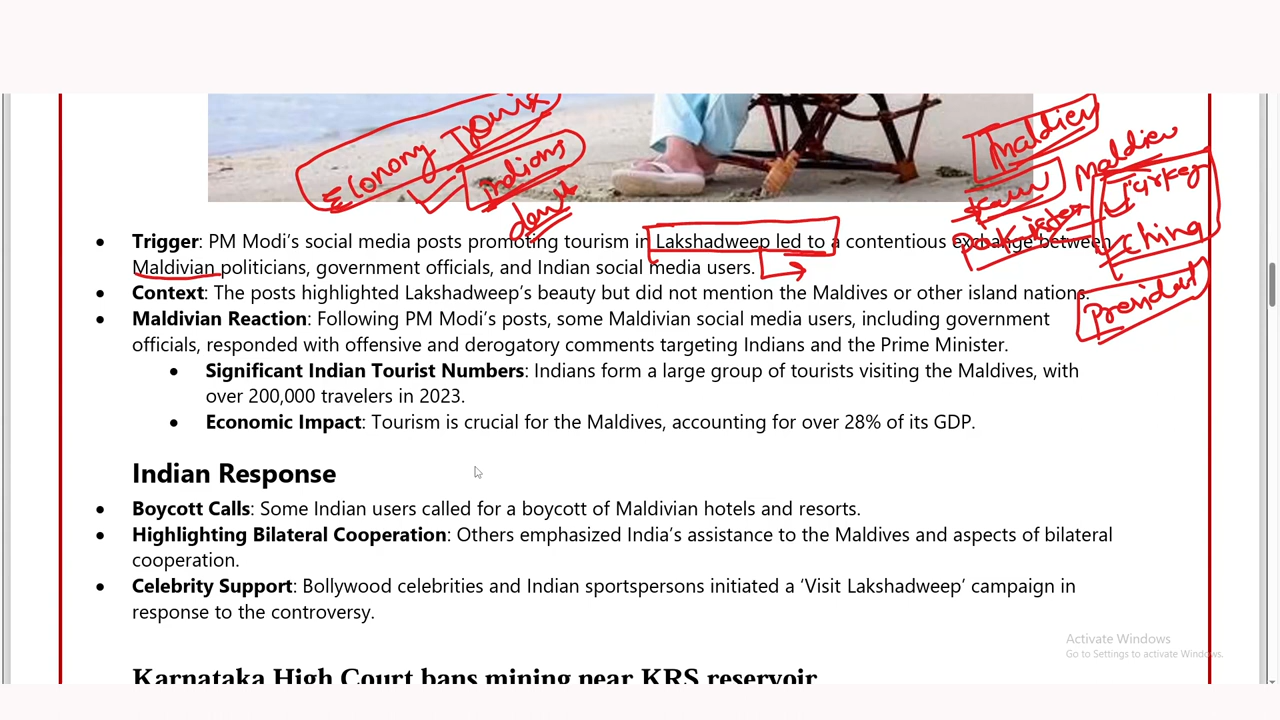 Economy Touris
Indians
deny
Maldiev
Maldiev
Turkey
Pakistan
China
President
• Trigger: PM Modi’s social media posts promoting tourism in Lakshadweep led to a contentious exchange between
Maldivian politicians, government officials, and Indian social media users.
• Context: The posts highlighted Lakshadweep’s beauty but did not mention the Maldives or other island nations.
• Maldivian Reaction: Following PM Modi’s posts, some Maldivian social media users, including government
officials, responded with offensive and derogatory comments targeting Indians and the Prime Minister.
• Significant Indian Tourist Numbers: Indians form a large group of tourists visiting the Maldives, with
over 200,000 travelers in 2023.
• Economic Impact: Tourism is crucial for the Maldives, accounting for over 28% of its GDP.
Indian Response
• Boycott Calls: Some Indian users called for a boycott of Maldivian hotels and resorts.
• Highlighting Bilateral Cooperation: Others emphasized India’s assistance to the Maldives and aspects of bilateral
cooperation.
• Celebrity Support: Bollywood celebrities and Indian sportspersons initiated a ‘Visit Lakshadweep’ campaign in
response to the controversy.
Activate Windows
Go to Settings to activate Windows.
Karnataka High Court bans mining near KRS reservoir